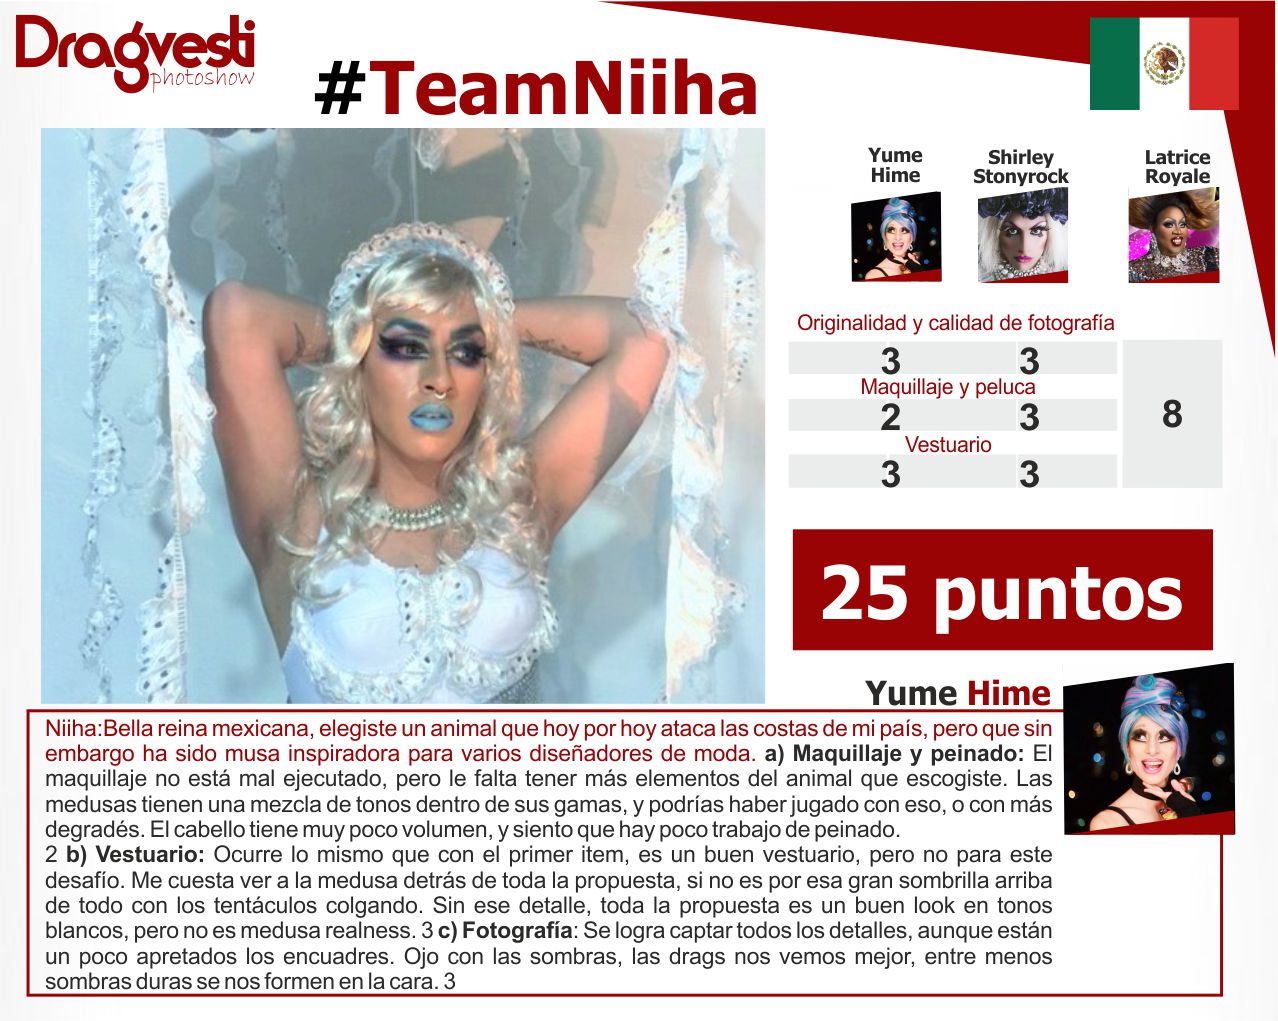 Dragvesti
photoshow
#TeamNiiha
Yume
Hime
Shirley
Stonyrock
Latrice
Royale
Originalidad y calidad de fotografía
3 3
Maquillaje y peluca
2 3
8
Vestuario
3 3
25 puntos
Yume Hime
Niiha:Bella reina mexicana, elegiste un animal que hoy por hoy ataca las costas de mi país, pero que sin
embargo ha sido musa inspiradora para varios diseñadores de moda. a) Maquillaje y peinado: El
maquillaje no está mal ejecutado, pero le falta tener más elementos del animal que escogiste. Las
medusas tienen una mezcla de tonos dentro de sus gamas, y podrías haber jugado con eso, o con más
degradés. El cabello tiene muy poco volumen, y siento que hay poco trabajo de peinado.
2 b) Vestuario: Ocurre lo mismo que con el primer item, es un buen vestuario, pero no para este
desafío. Me cuesta ver a la medusa detrás de toda la propuesta, si no es por esa gran sombrilla arriba
de todo con los tentáculos colgando. Sin ese detalle, toda la propuesta es un buen look en tonos
blancos, pero no es medusa realness. 3 c) Fotografía: Se logra captar todos los detalles, aunque están
un poco apretados los encuadres. Ojo con las sombras, las drags nos vemos mejor, entre menos
sombras duras se nos formen en la cara. 3